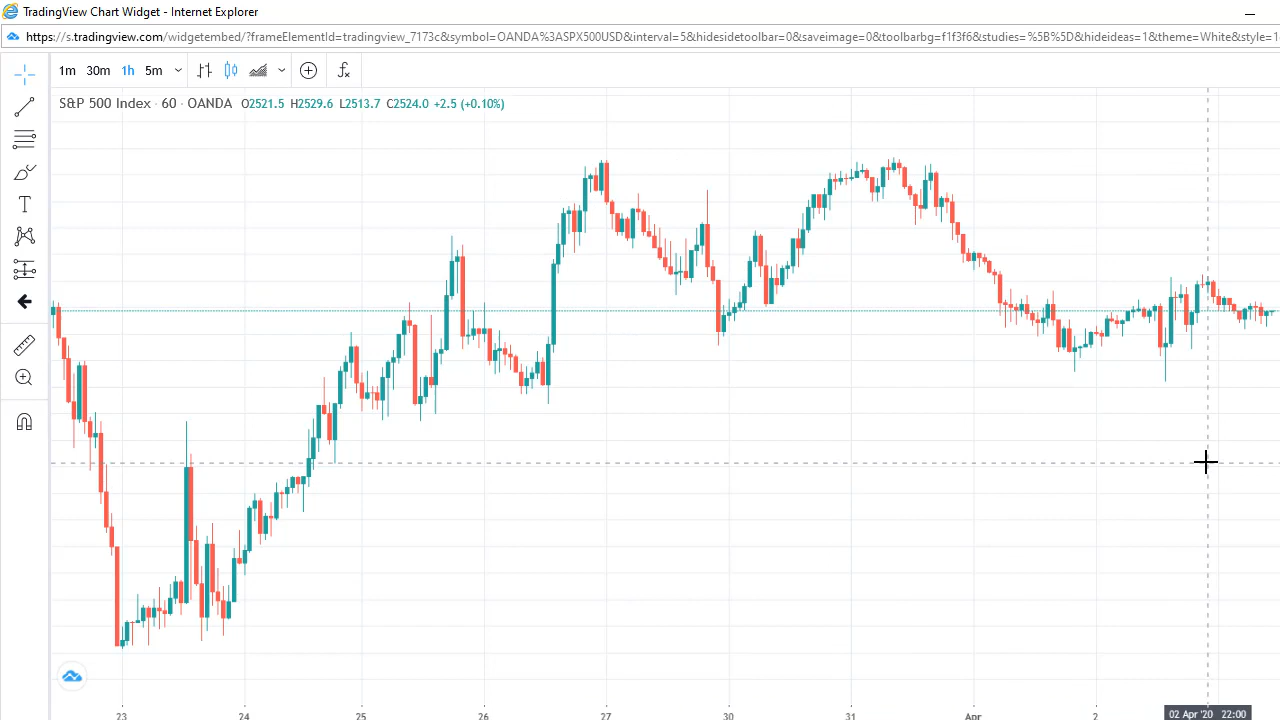 TradingView Chart Widget - Internet Explorer
https://s.tradingview.com/widgetembed/?frameElementId=tradingview_7173c&symbol=OANDA%3ASPX500USD&interval=5&hidesidetoolbar=0&saveimage=0&toolbarbg=f1f3f6&studies=%5B%5D&hideideas=1&theme=White&style=1
1m 30m 1h 5m
S&P 500 Index · 60 · OANDA O2521.5 H2529.6 L2513.7 C2524.0 +2.5 (+0.10%)
T
23 24 25 26 27 30 31 Apr 2 02 Apr '20 22:00